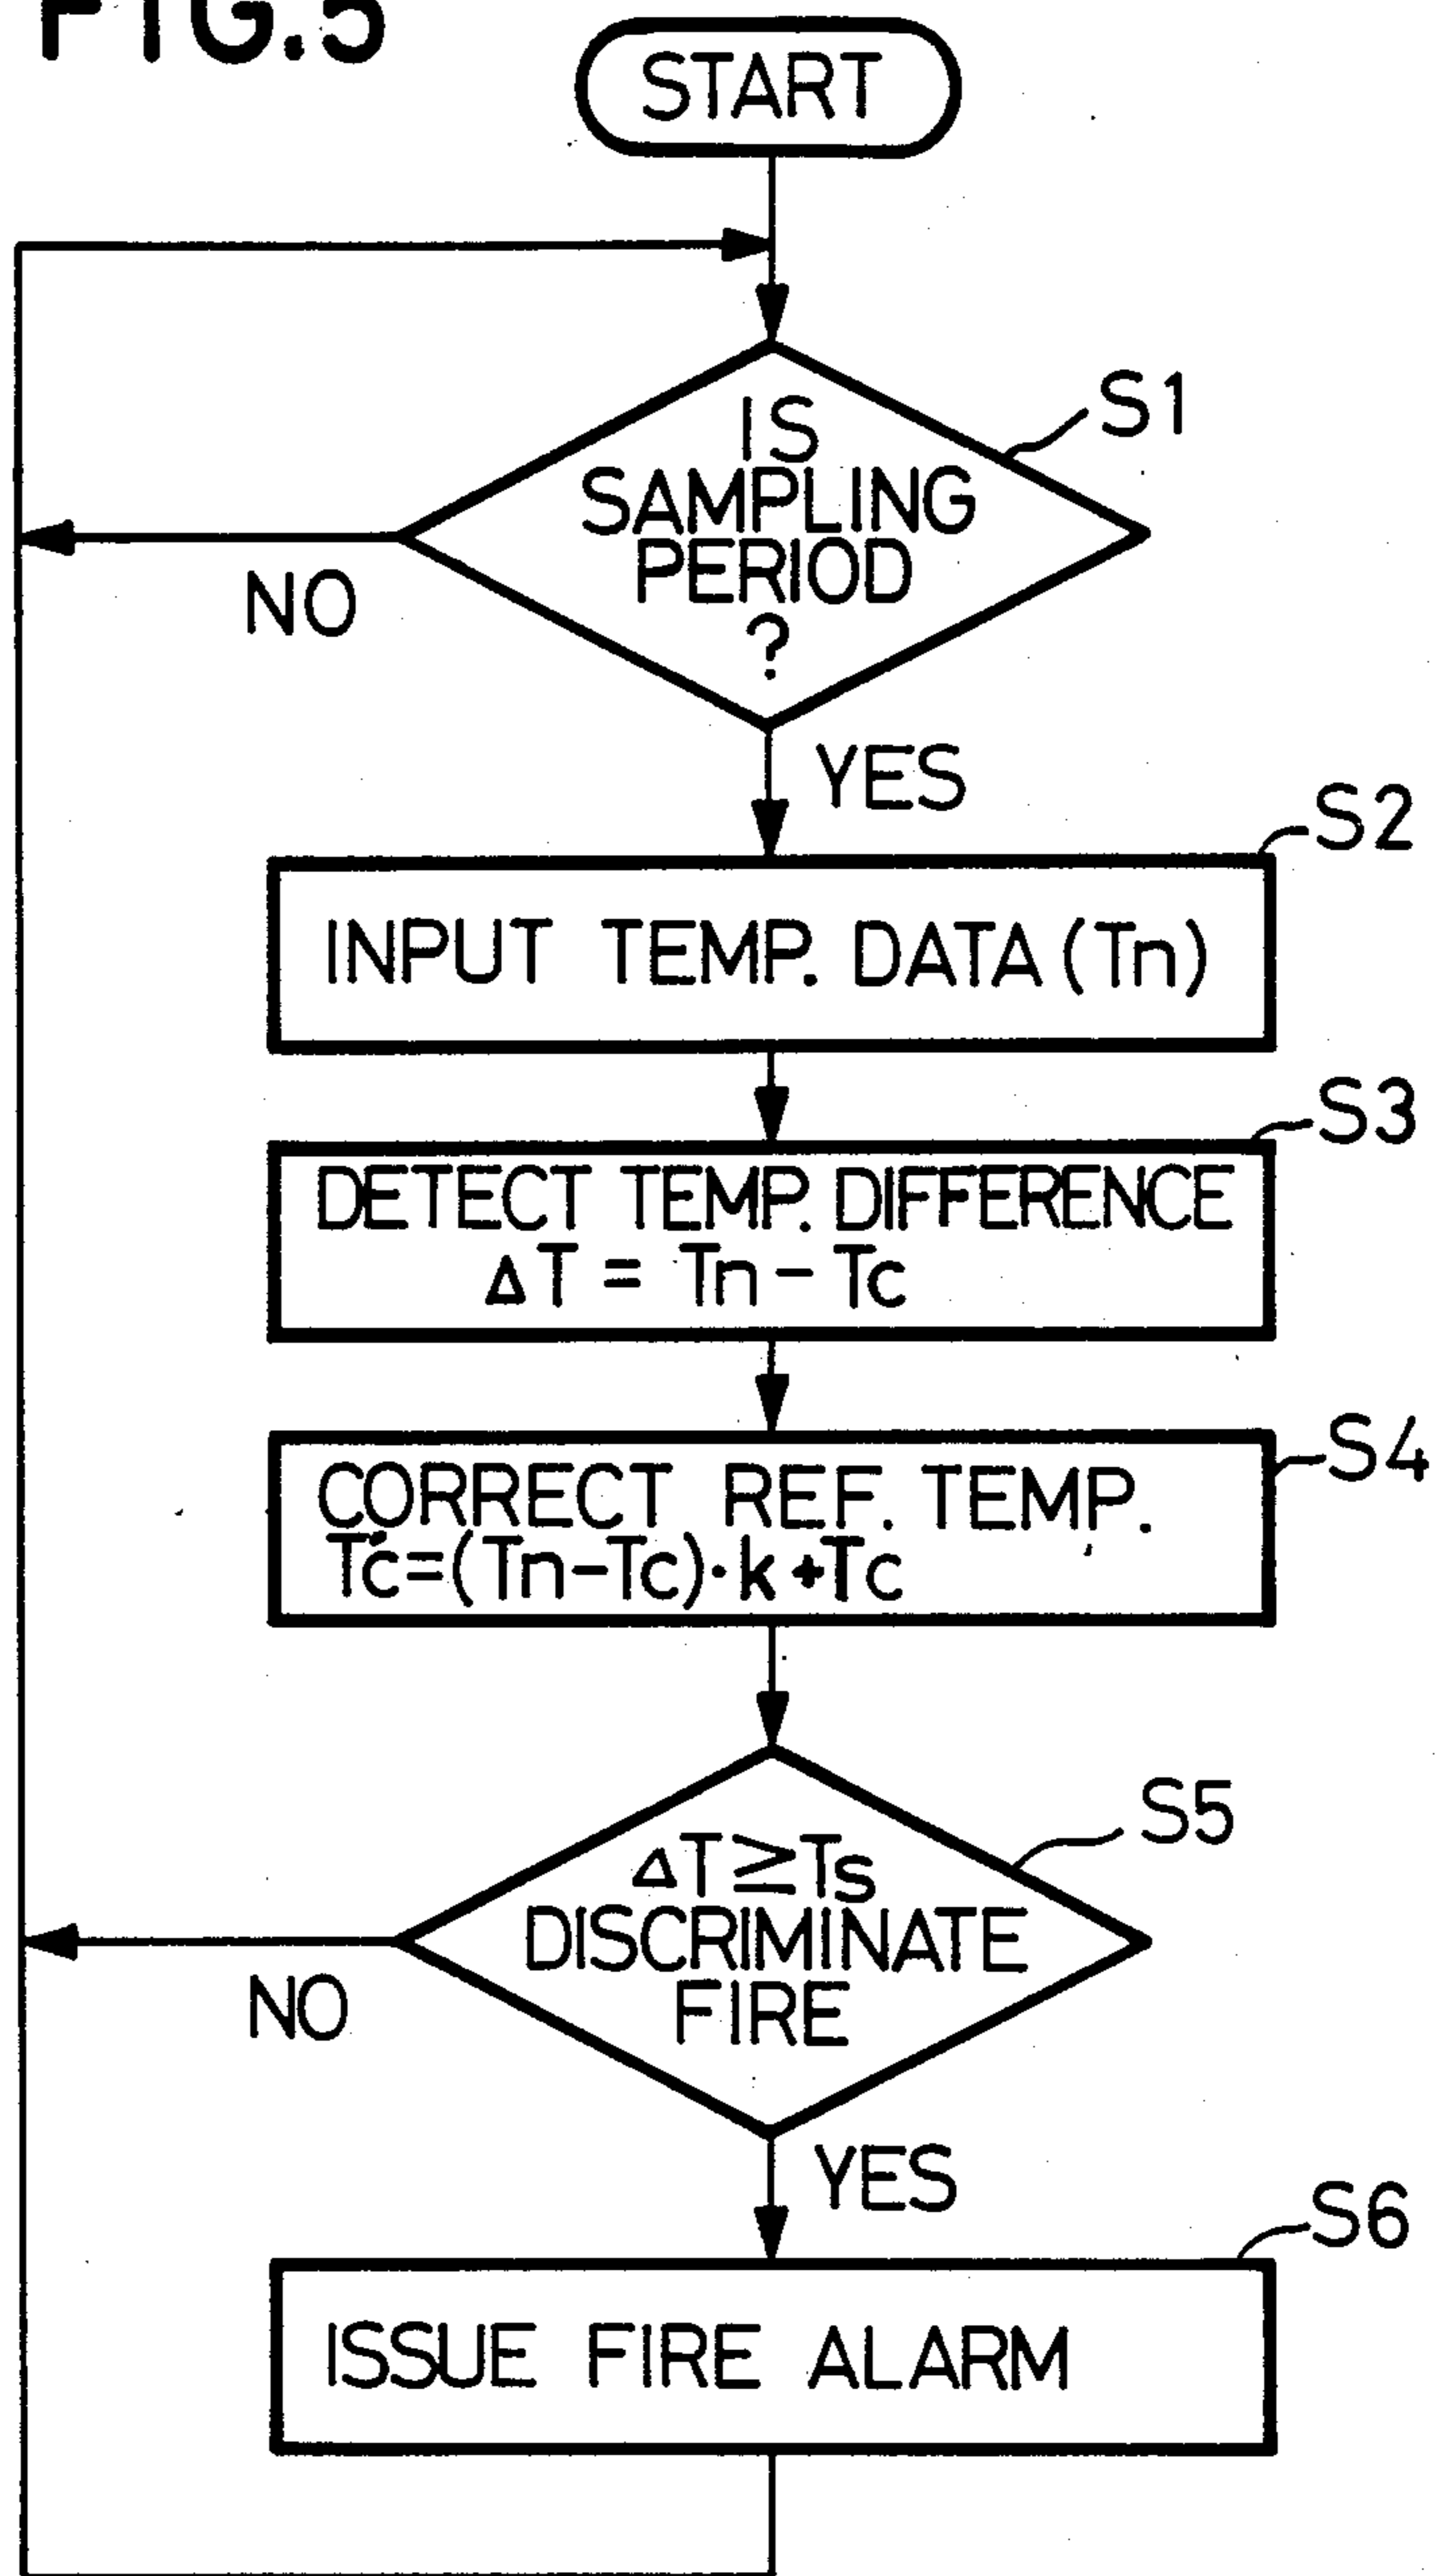 FIG.5
START
IS
SAMPLING
PERIOD
?
S1
NO
YES
S2
INPUT TEMP. DATA (Tn)
S3
DETECT TEMP. DIFFERENCE
ΔT = Tn - Tc
S4
CORRECT REF. TEMP.
Tc'=(Tn-Tc)·k+Tc
S5
ΔT≥Ts
DISCRIMINATE
FIRE
NO
YES
S6
ISSUE FIRE ALARM